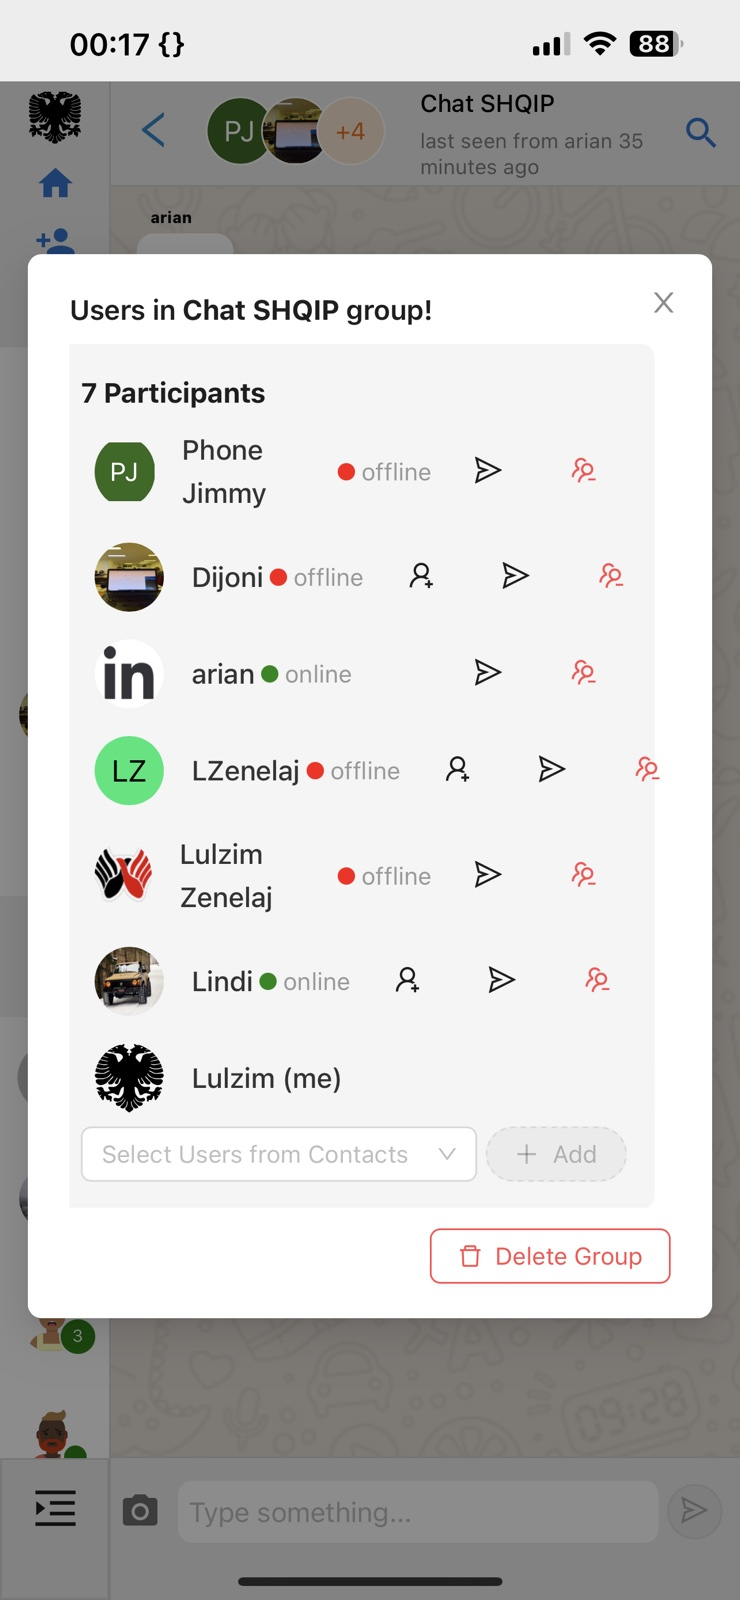 00:17 {}
88
PJ
+4
Chat SHQIP
last seen from arian 35
minutes ago
arian
Users in Chat SHQIP group!
7 Participants
PJ
Phone
Jimmy
offline
Dijoni
offline
in
arian
online
LZ
LZenelaj
offline
Lulzim
Zenelaj
offline
Lindi
online
Lulzim (me)
Select Users from Contacts
+ Add
Delete Group
3
09:28
Type something...